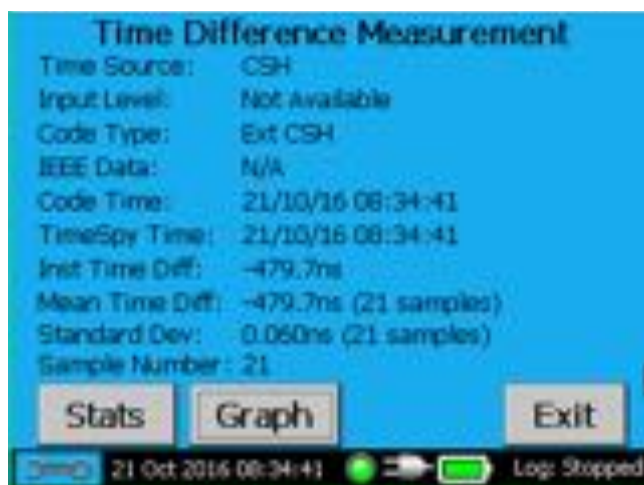 Time Difference Measurement
Time Source: CSH
Input Level: Not Available
Code Type: Ext CSH
IEEE Data: N/A
Code Time: 21/10/16 08:34:41
TimeSpy Time: 21/10/16 08:34:41
Inst Time Diff: -479.7ns
Mean Time Diff: -479.7ns (21 samples)
Standard Dev: 0.060ns (21 samples)
Sample Number: 21
Stats Graph Exit
21 Oct 2016 08:34:41 Log: Stopped